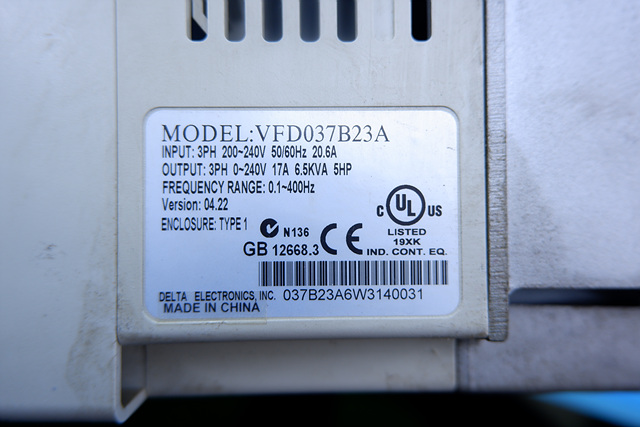 MODEL:VFD037B23A
INPUT: 3PH 200~240V 50/60Hz 20.6A
OUTPUT: 3PH 0~240V 17A 6.5KVA 5HP
FREQUENCY RANGE: 0.1~400Hz
Version: 04.22
ENCLOSURE: TYPE 1
N136
GB 12668.3
CE
C UL US
LISTED
19XK
IND. CONT. EQ.
DELTA ELECTRONICS, INC. 037B23A6W3140031
MADE IN CHINA